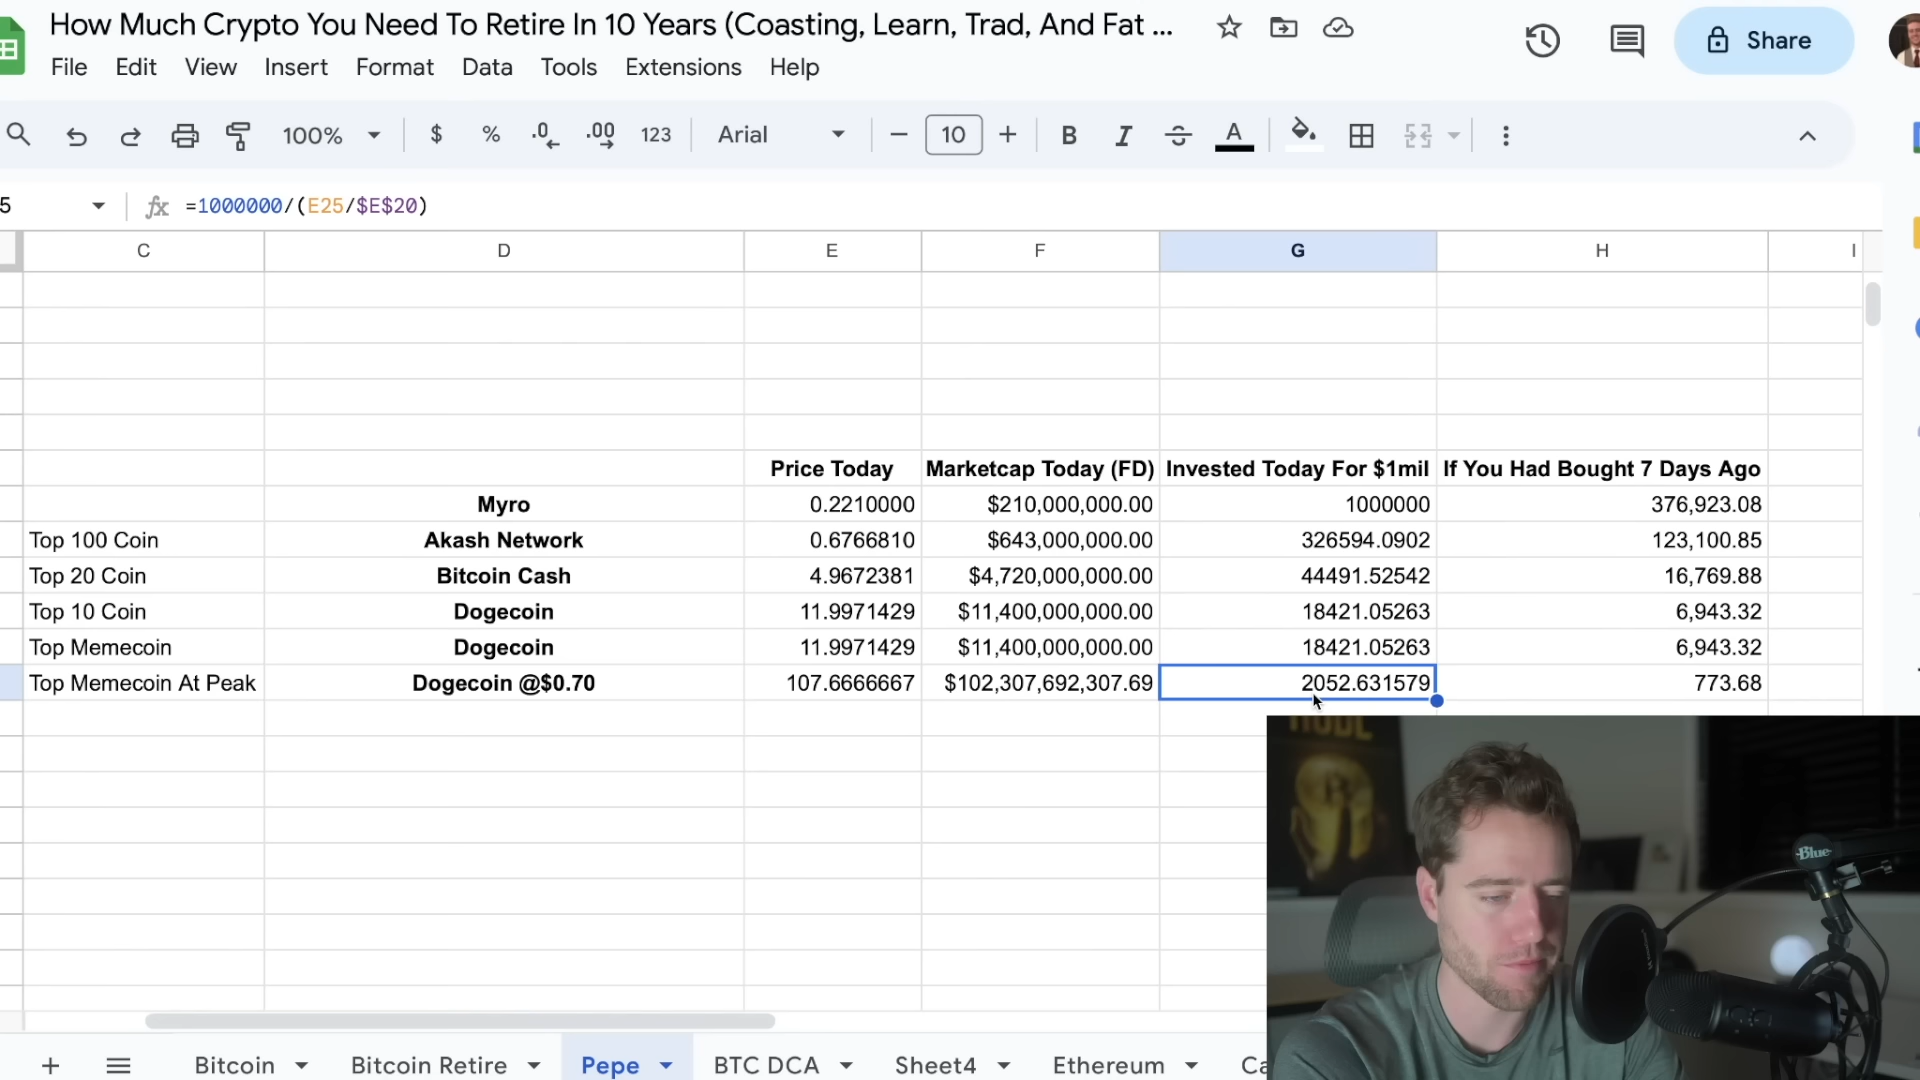 How Much Crypto You Need To Retire In 10 Years (Coasting, Learn, Trad, And Fat ...
Share
File Edit View Insert Format Data Tools Extensions Help
100% $ % .0 .00 123 Arial 10 B I S A
5 fx =1000000/(E25/$E$20)
C D E F G H I
Price Today Marketcap Today (FD) Invested Today For $1mil If You Had Bought 7 Days Ago
Myro 0.2210000 $210,000,000.00 1000000 376,923.08
Top 100 Coin Akash Network 0.6766810 $643,000,000.00 326594.0902 123,100.85
Top 20 Coin Bitcoin Cash 4.9672381 $4,720,000,000.00 44491.52542 16,769.88
Top 10 Coin Dogecoin 11.9971429 $11,400,000,000.00 18421.05263 6,943.32
Top Memecoin Dogecoin 11.9971429 $11,400,000,000.00 18421.05263 6,943.32
Top Memecoin At Peak Dogecoin @$0.70 107.6666667 $102,307,692,307.69 2052.631579 773.68
HODL
Blue
Bitcoin Bitcoin Retire Pepe BTC DCA Sheet4 Ethereum Ca